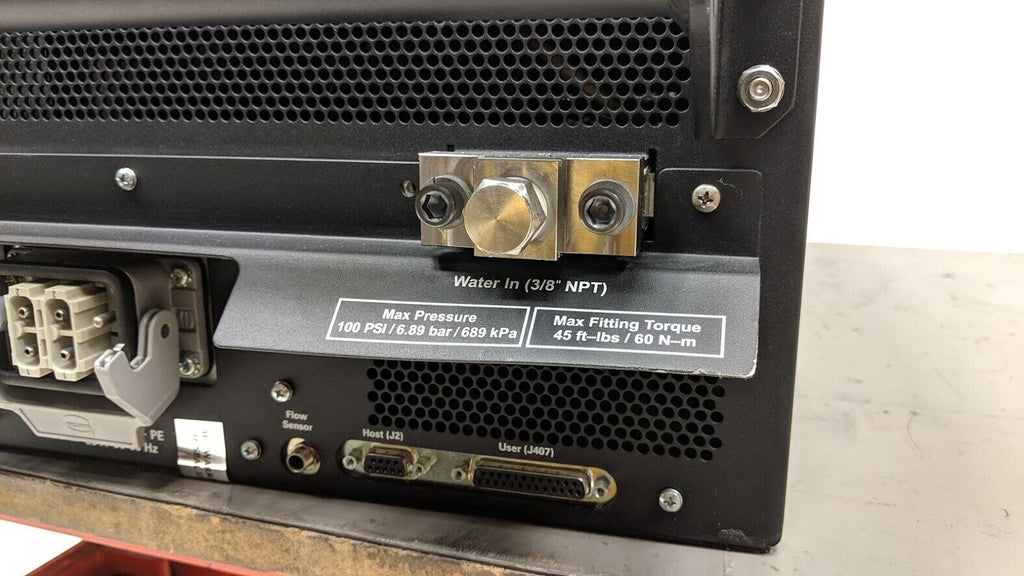 Water In (3/8" NPT)
Max Pressure
100 PSI / 6.89 bar / 689 kPa
Max Fitting Torque
45 ft–lbs / 60 N–m
PE
Hz
Flow
Sensor
Host (J2)
User (J407)